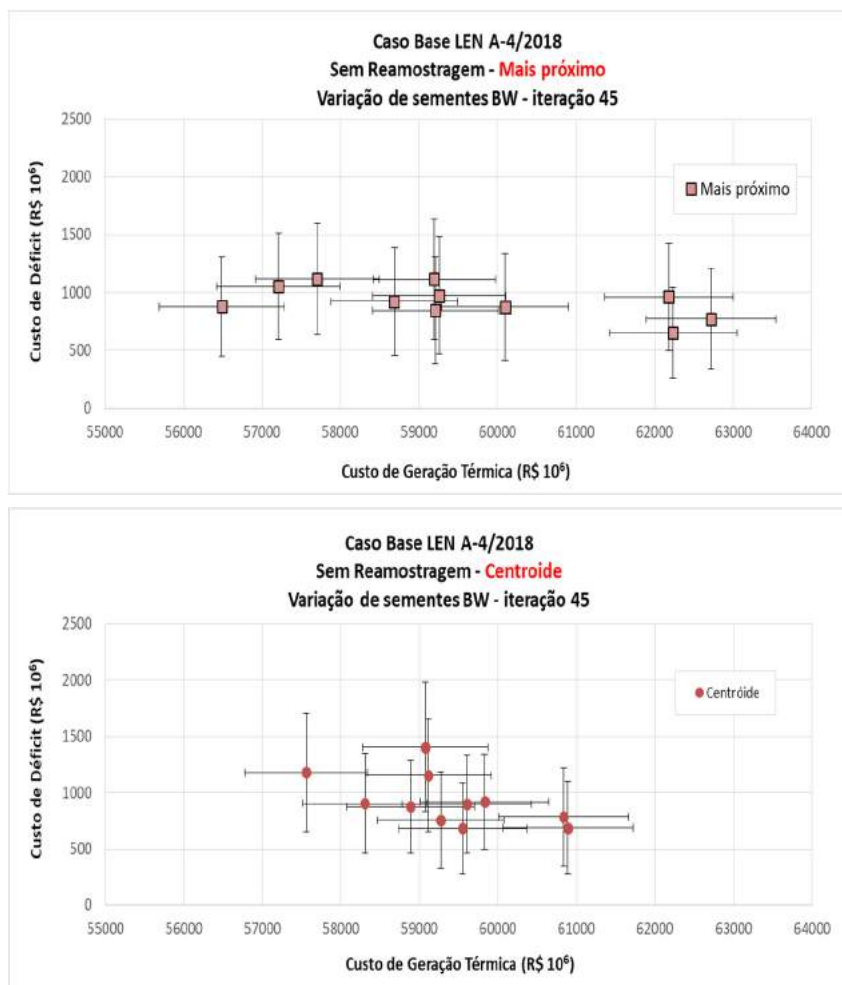 Caso Base LEN A-4/2018
Sem Reamostragem - Mais próximo
Variação de sementes BW - iteração 45
Custo de Déficit (R$ 10⁶)
2500
2000
1500
1000
500
0
Mais próximo
55000 56000 57000 58000 59000 60000 61000 62000 63000 64000
Custo de Geração Térmica (R$ 10⁶)
Caso Base LEN A-4/2018
Sem Reamostragem - Centroide
Variação de sementes BW - iteração 45
Custo de Déficit (R$ 10⁶)
2500
2000
1500
1000
500
0
Centróide
55000 56000 57000 58000 59000 60000 61000 62000 63000 64000
Custo de Geração Térmica (R$ 10⁶)